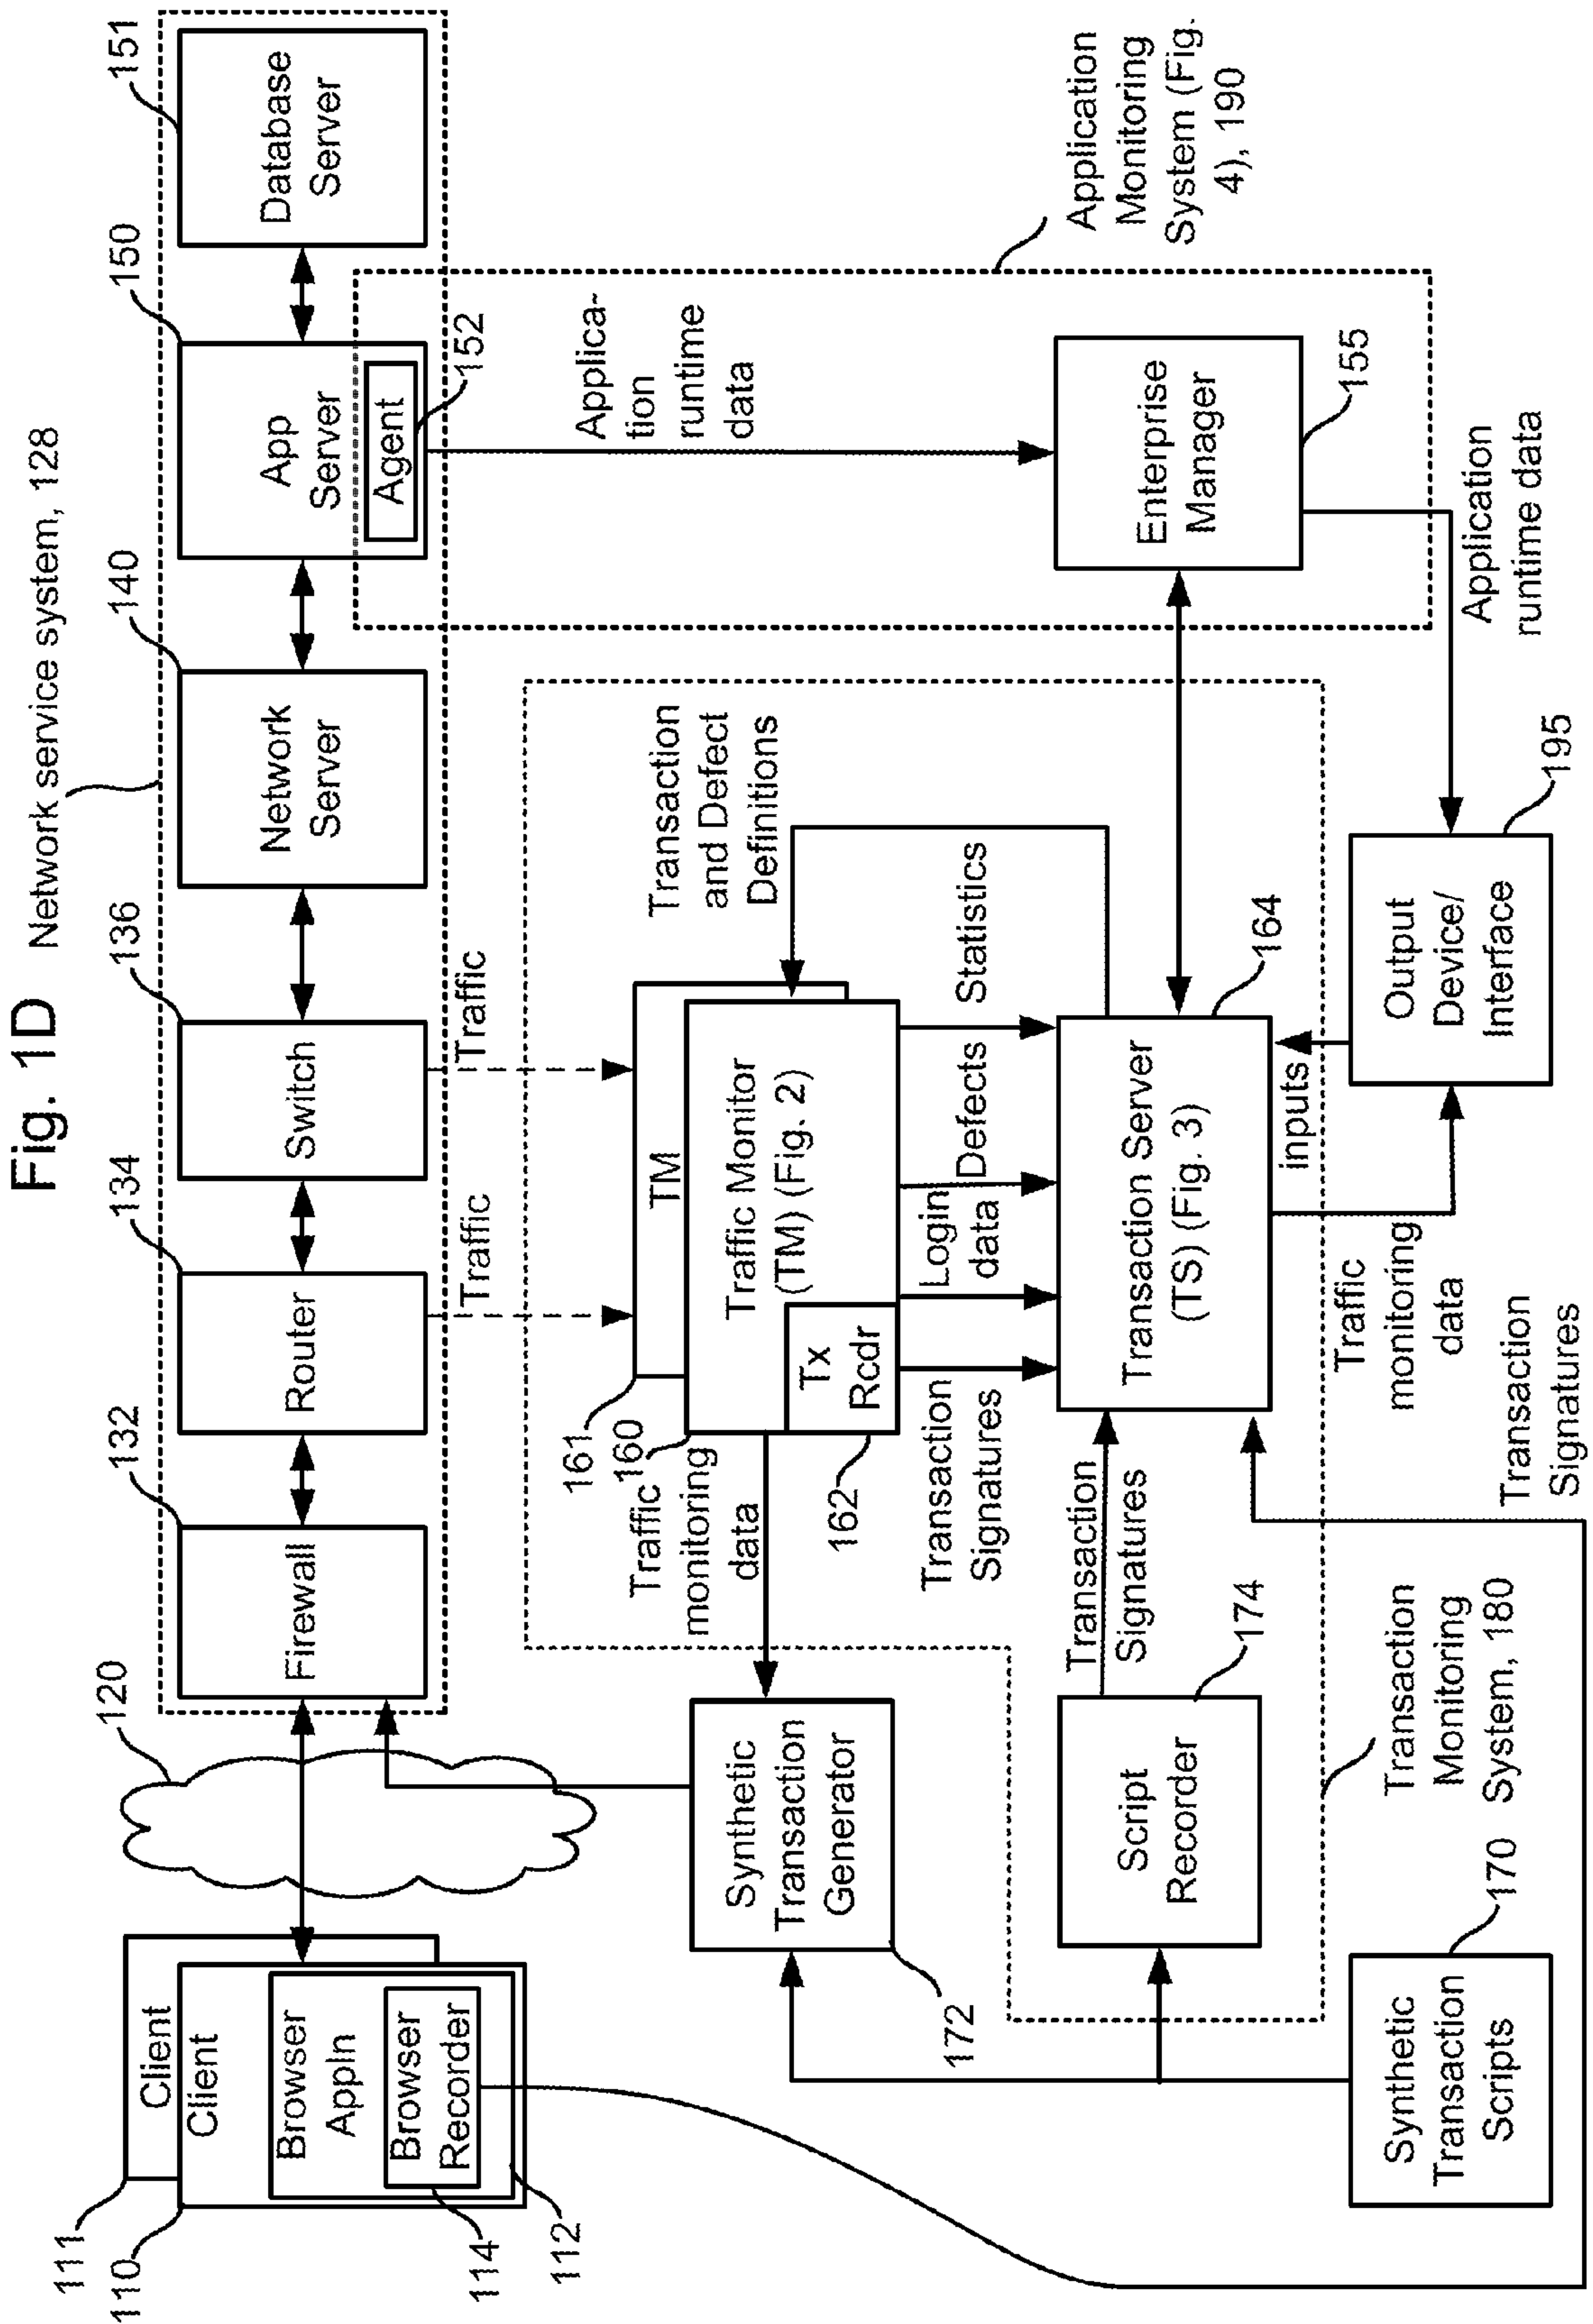 Fig. 1D
Network service system, 128
111
Client
110
Client
Browser
Appln
Browser
Recorder
114
112
120
132
Firewall
134
Router
136
Switch
140
Network
Server
150
App
Server
Agent
152
151
Database
Server
Traffic
Traffic
Applica-
tion
runtime
data
Application
Monitoring
System (Fig.
4), 190
161
TM
160
Traffic Monitor
(TM) (Fig. 2)
Tx
Rcdr
162
Traffic
monitoring
data
Transaction
and Defect
Definitions
Transaction
Signatures
Login
data
Defects
Statistics
Synthetic
Transaction
Generator
172
Script
Recorder
174
Transaction
Signatures
Transaction Server
(TS) (Fig. 3)
164
Enterprise
Manager
155
Synthetic
Transaction
Scripts
170
Transaction
Monitoring
System, 180
Traffic
monitoring
data
inputs
Output
Device/
Interface
195
Application
runtime data
Transaction
Signatures